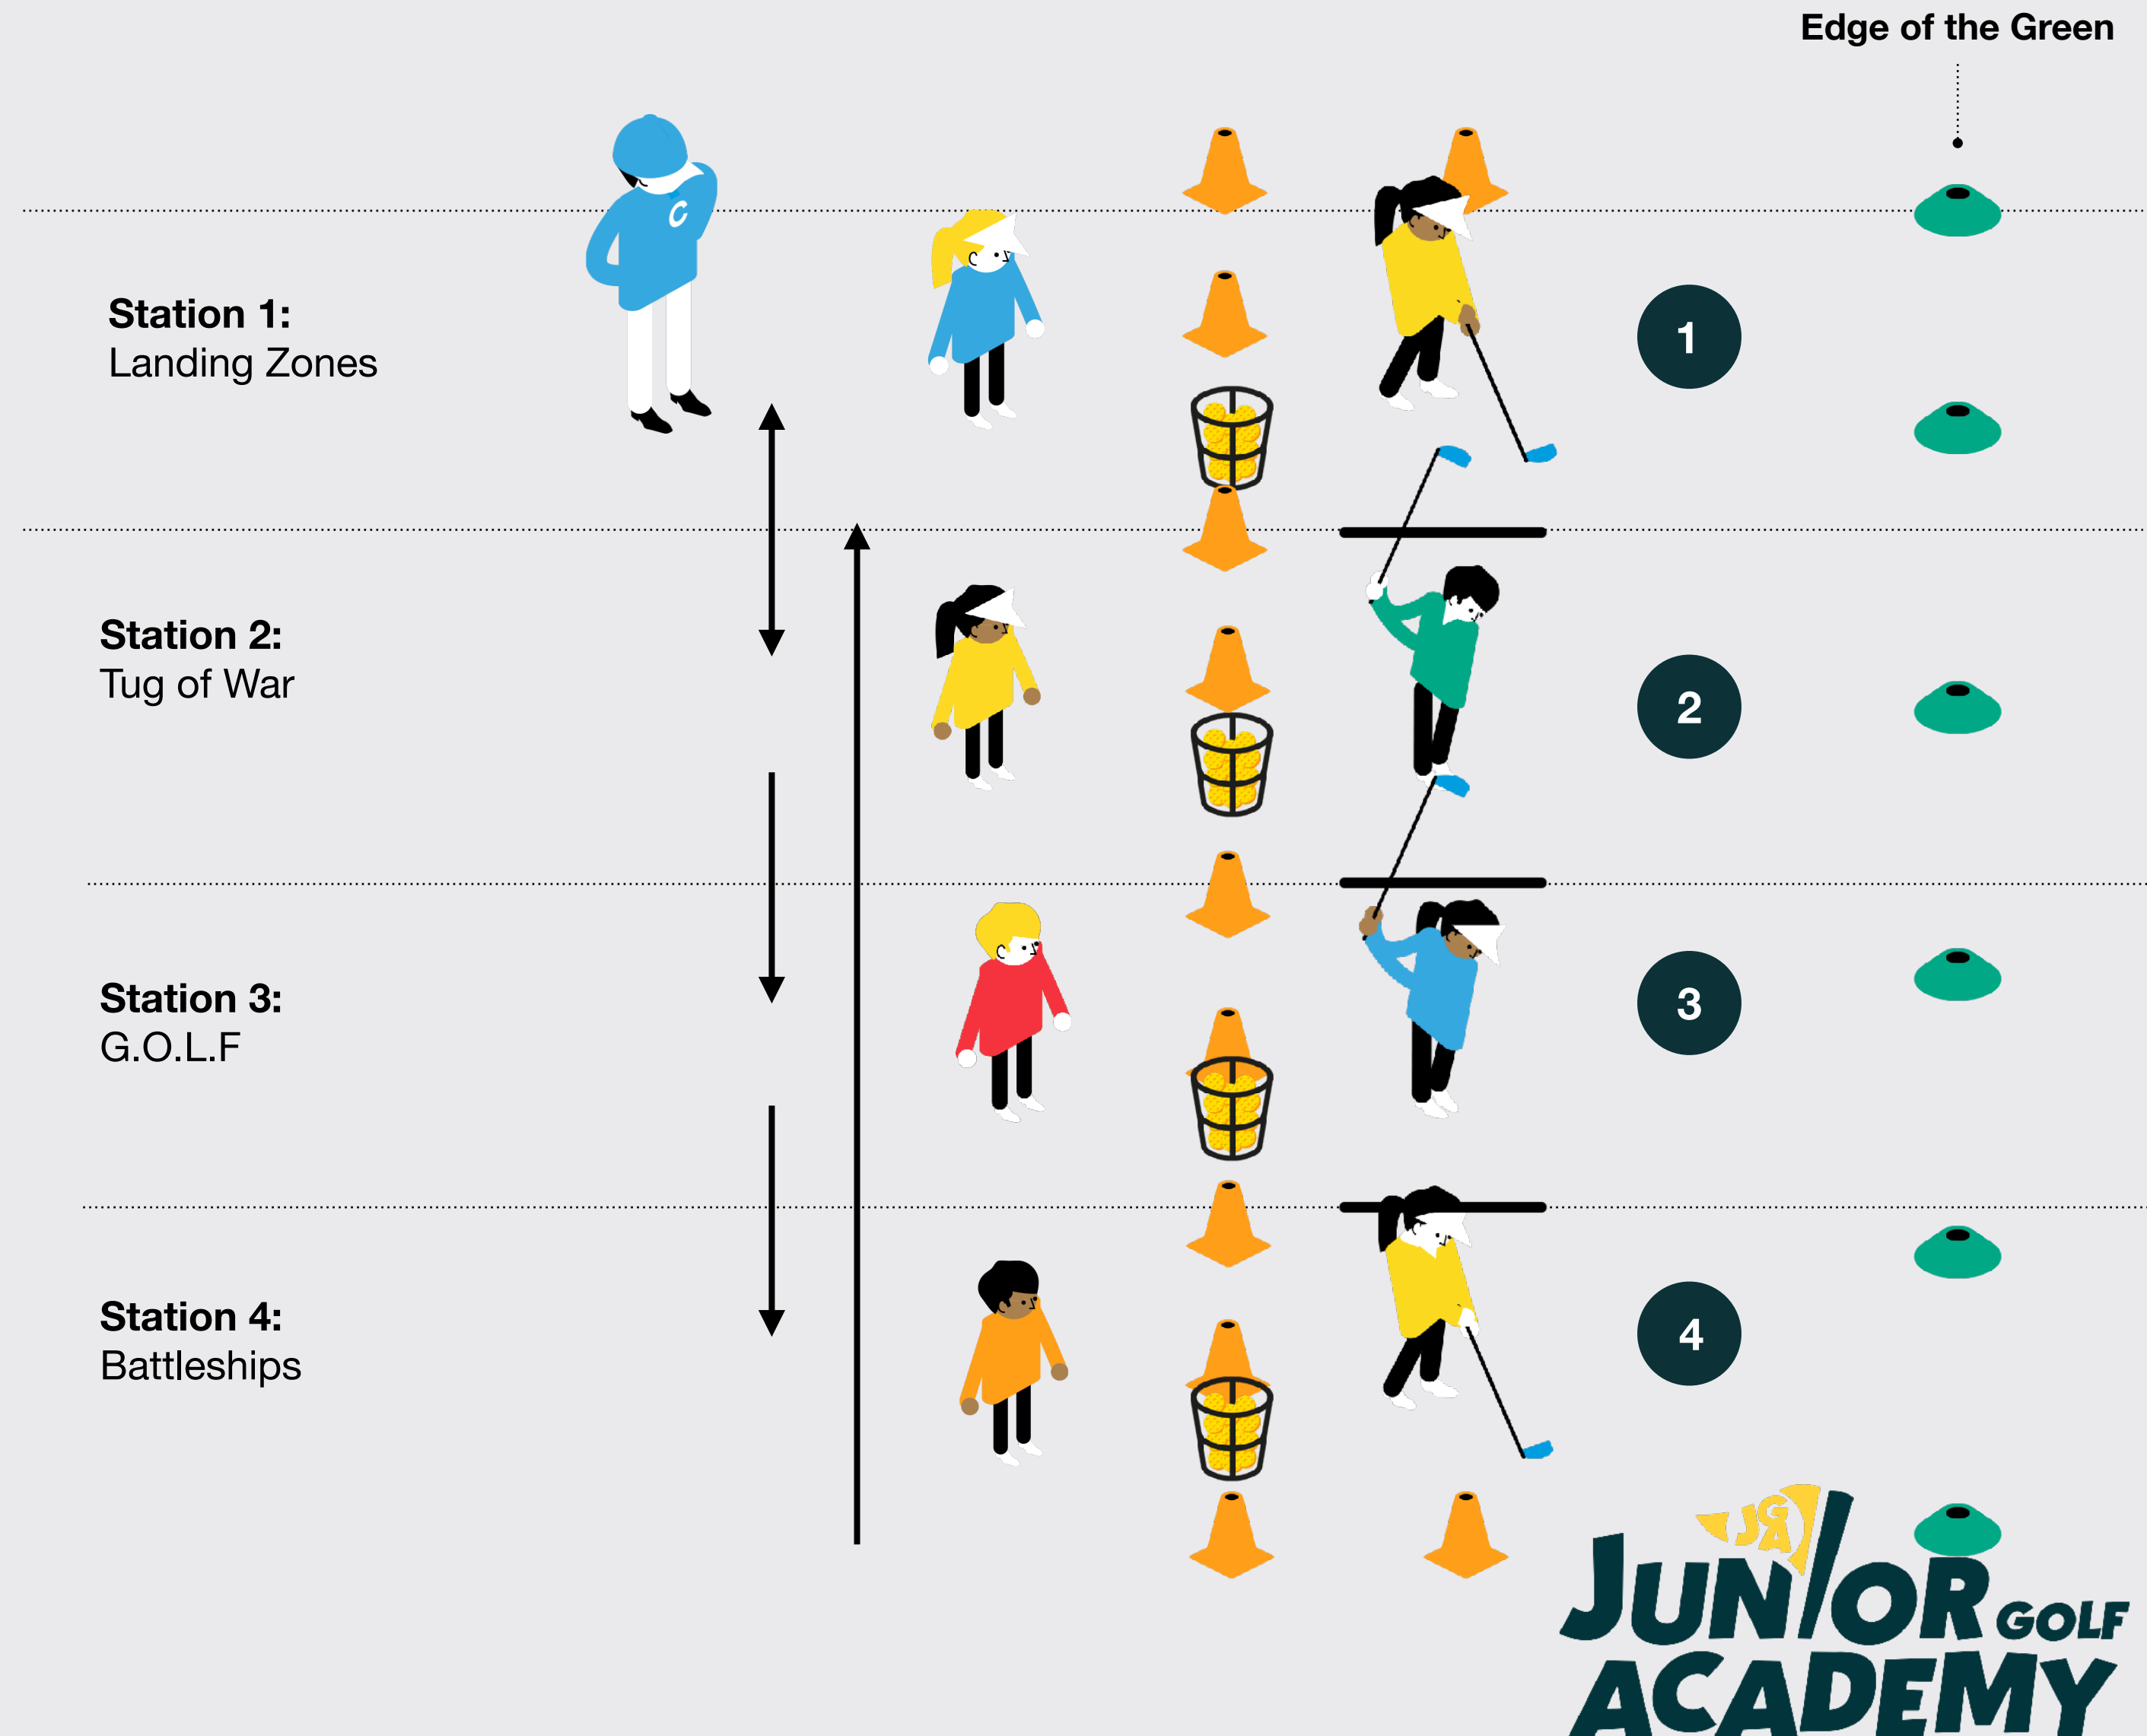 Edge of the Green
C
Station 1:
Landing Zones
1
Station 2:
Tug of War
2
Station 3:
G.O.L.F
3
Station 4:
Battleships
4
JGA
JUNIOR GOLF
ACADEMY